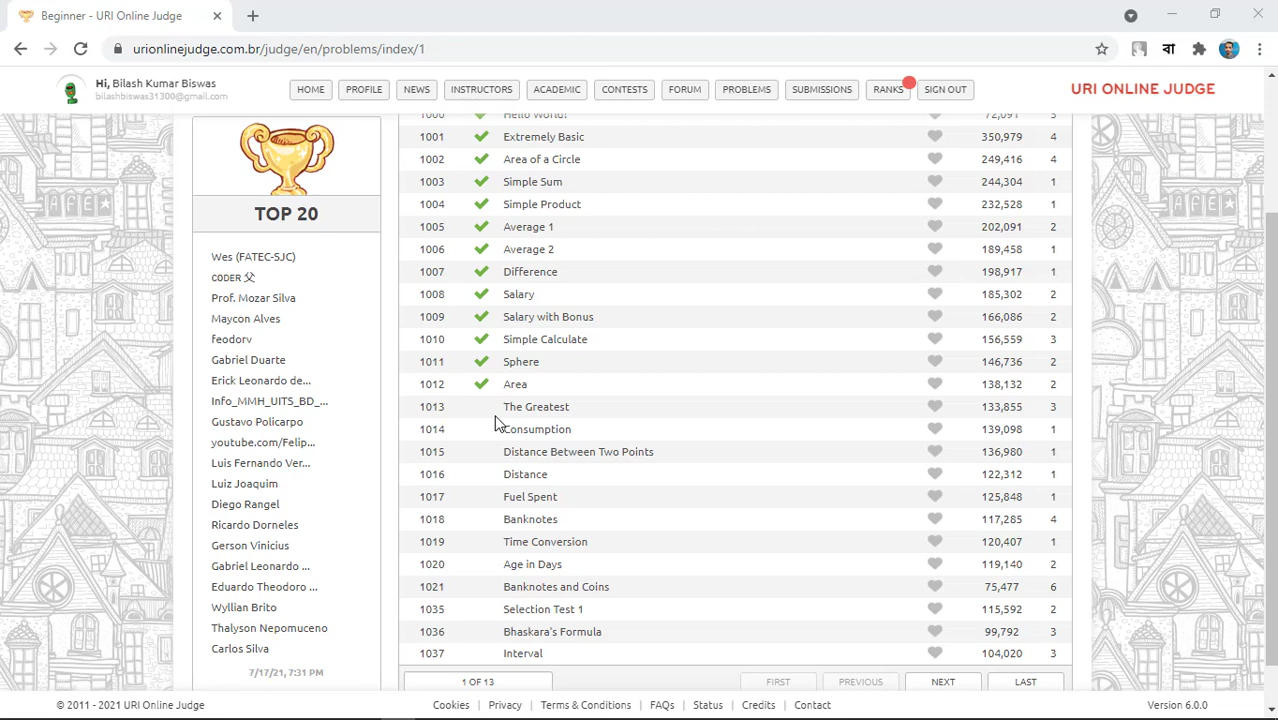 Beginner - URI Online Judge
urionlinejudge.com.br/judge/en/problems/index/1
বা
Hi, Bilash Kumar Biswas
bilashbiswas31300@gmail.com
HOME PROFILE NEWS INSTRUCTORS ACADEMIC CONTESTS FORUM PROBLEMS SUBMISSIONS RANKS SIGN OUT
URI ONLINE JUDGE
TOP 20
Wes (FATEC-SJC)
CODER 父
Prof. Mozar Silva
Maycon Alves
feodorv
Gabriel Duarte
Erick Leonardo de...
Info_MMH_UITS_BD_...
Gustavo Policarpo
youtube.com/Felip...
Luis Fernando Ver...
Luiz Joaquim
Diego Rangel
Ricardo Dorneles
Gerson Vinicius
Gabriel Leonardo ...
Eduardo Theodoro ...
Wyllian Brito
Thalyson Nepomuceno
Carlos Silva
7/17/21, 7:31 PM
1000 Hello World! 72,091 5
1001 Extremely Basic 350,979 4
1002 Area of a Circle 249,416 4
1003 Simple Sum 244,304 1
1004 Simple Product 232,528 1
1005 Average 1 202,091 2
1006 Average 2 189,458 1
1007 Difference 198,917 1
1008 Salary 185,302 2
1009 Salary with Bonus 166,086 2
1010 Simple Calculate 156,559 3
1011 Sphere 146,736 2
1012 Area 138,132 2
1013 The Greatest 133,855 3
1014 Consumption 139,098 1
1015 Distance Between Two Points 136,980 1
1016 Distance 122,312 1
1017 Fuel Spent 125,848 1
1018 Banknotes 117,285 4
1019 Time Conversion 120,407 1
1020 Age in Days 119,140 2
1021 Banknotes and Coins 75,477 6
1035 Selection Test 1 115,592 2
1036 Bhaskara's Formula 99,792 3
1037 Interval 104,020 3
1 OF 13 FIRST PREVIOUS NEXT LAST
© 2011 - 2021 URI Online Judge
Cookies Privacy Terms & Conditions FAQs Status Credits Contact
Version 6.0.0